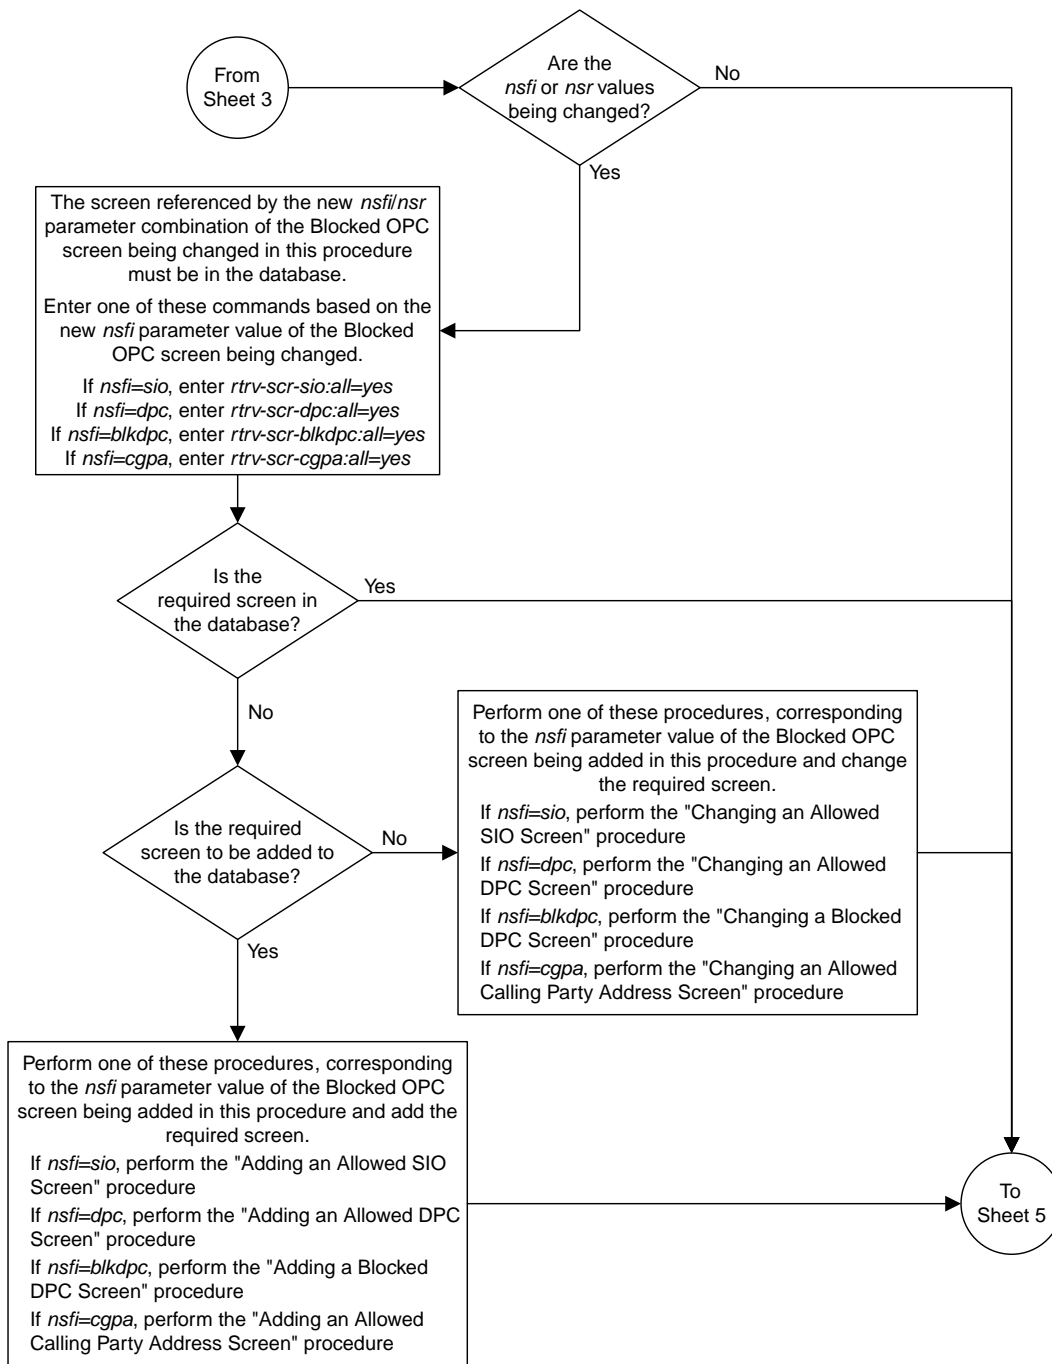 From
Sheet 3
Are the
nsfi or nsr values
being changed?
No
Yes
The screen referenced by the new nsfi/nsr
parameter combination of the Blocked OPC
screen being changed in this procedure
must be in the database.
Enter one of these commands based on the
new nsfi parameter value of the Blocked
OPC screen being changed.
If nsfi=sio, enter rtrv-scr-sio:all=yes
If nsfi=dpc, enter rtrv-scr-dpc:all=yes
If nsfi=blkdpc, enter rtrv-scr-blkdpc:all=yes
If nsfi=cgpa, enter rtrv-scr-cgpa:all=yes
Is the
required screen in
the database?
Yes
No
Is the required
screen to be added to
the database?
No
Yes
Perform one of these procedures, corresponding
to the nsfi parameter value of the Blocked OPC
screen being added in this procedure and change
the required screen.
If nsfi=sio, perform the "Changing an Allowed
SIO Screen" procedure
If nsfi=dpc, perform the "Changing an Allowed
DPC Screen" procedure
If nsfi=blkdpc, perform the "Changing a Blocked
DPC Screen" procedure
If nsfi=cgpa, perform the "Changing an Allowed
Calling Party Address Screen" procedure
Perform one of these procedures, corresponding
to the nsfi parameter value of the Blocked OPC
screen being added in this procedure and add the
required screen.
If nsfi=sio, perform the "Adding an Allowed SIO
Screen" procedure
If nsfi=dpc, perform the "Adding an Allowed DPC
Screen" procedure
If nsfi=blkdpc, perform the "Adding a Blocked
DPC Screen" procedure
If nsfi=cgpa, perform the "Adding an Allowed
Calling Party Address Screen" procedure
To
Sheet 5